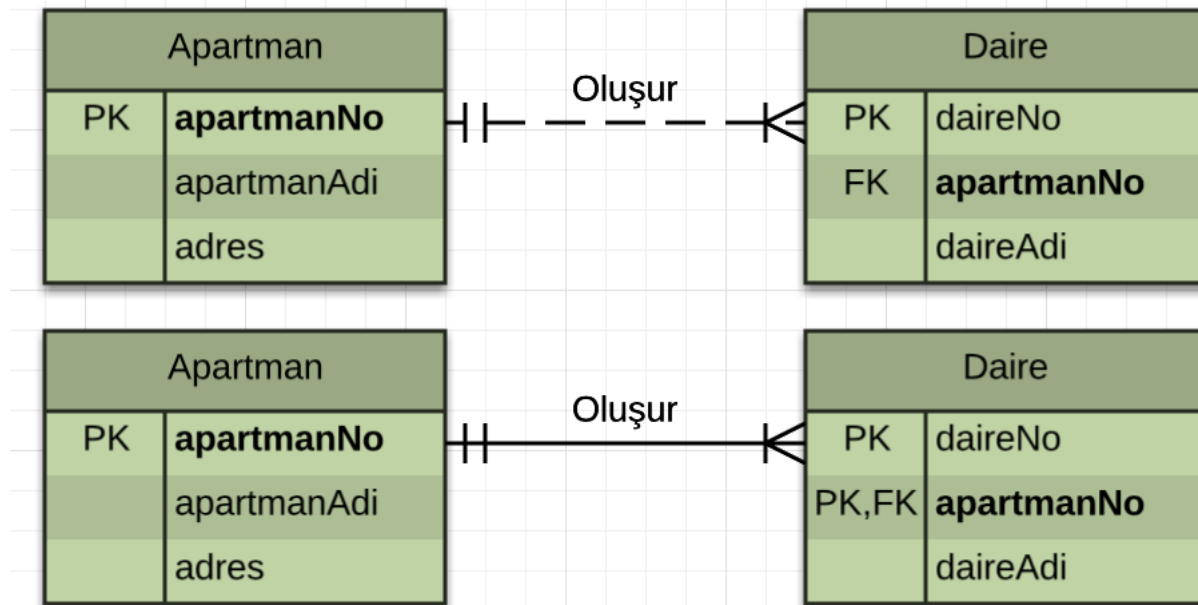 Apartman
PK apartmanNo
apartmanAdi
adres
Oluşur
Daire
PK daireNo
FK apartmanNo
daireAdi
Apartman
PK apartmanNo
apartmanAdi
adres
Oluşur
Daire
PK daireNo
PK,FK apartmanNo
daireAdi